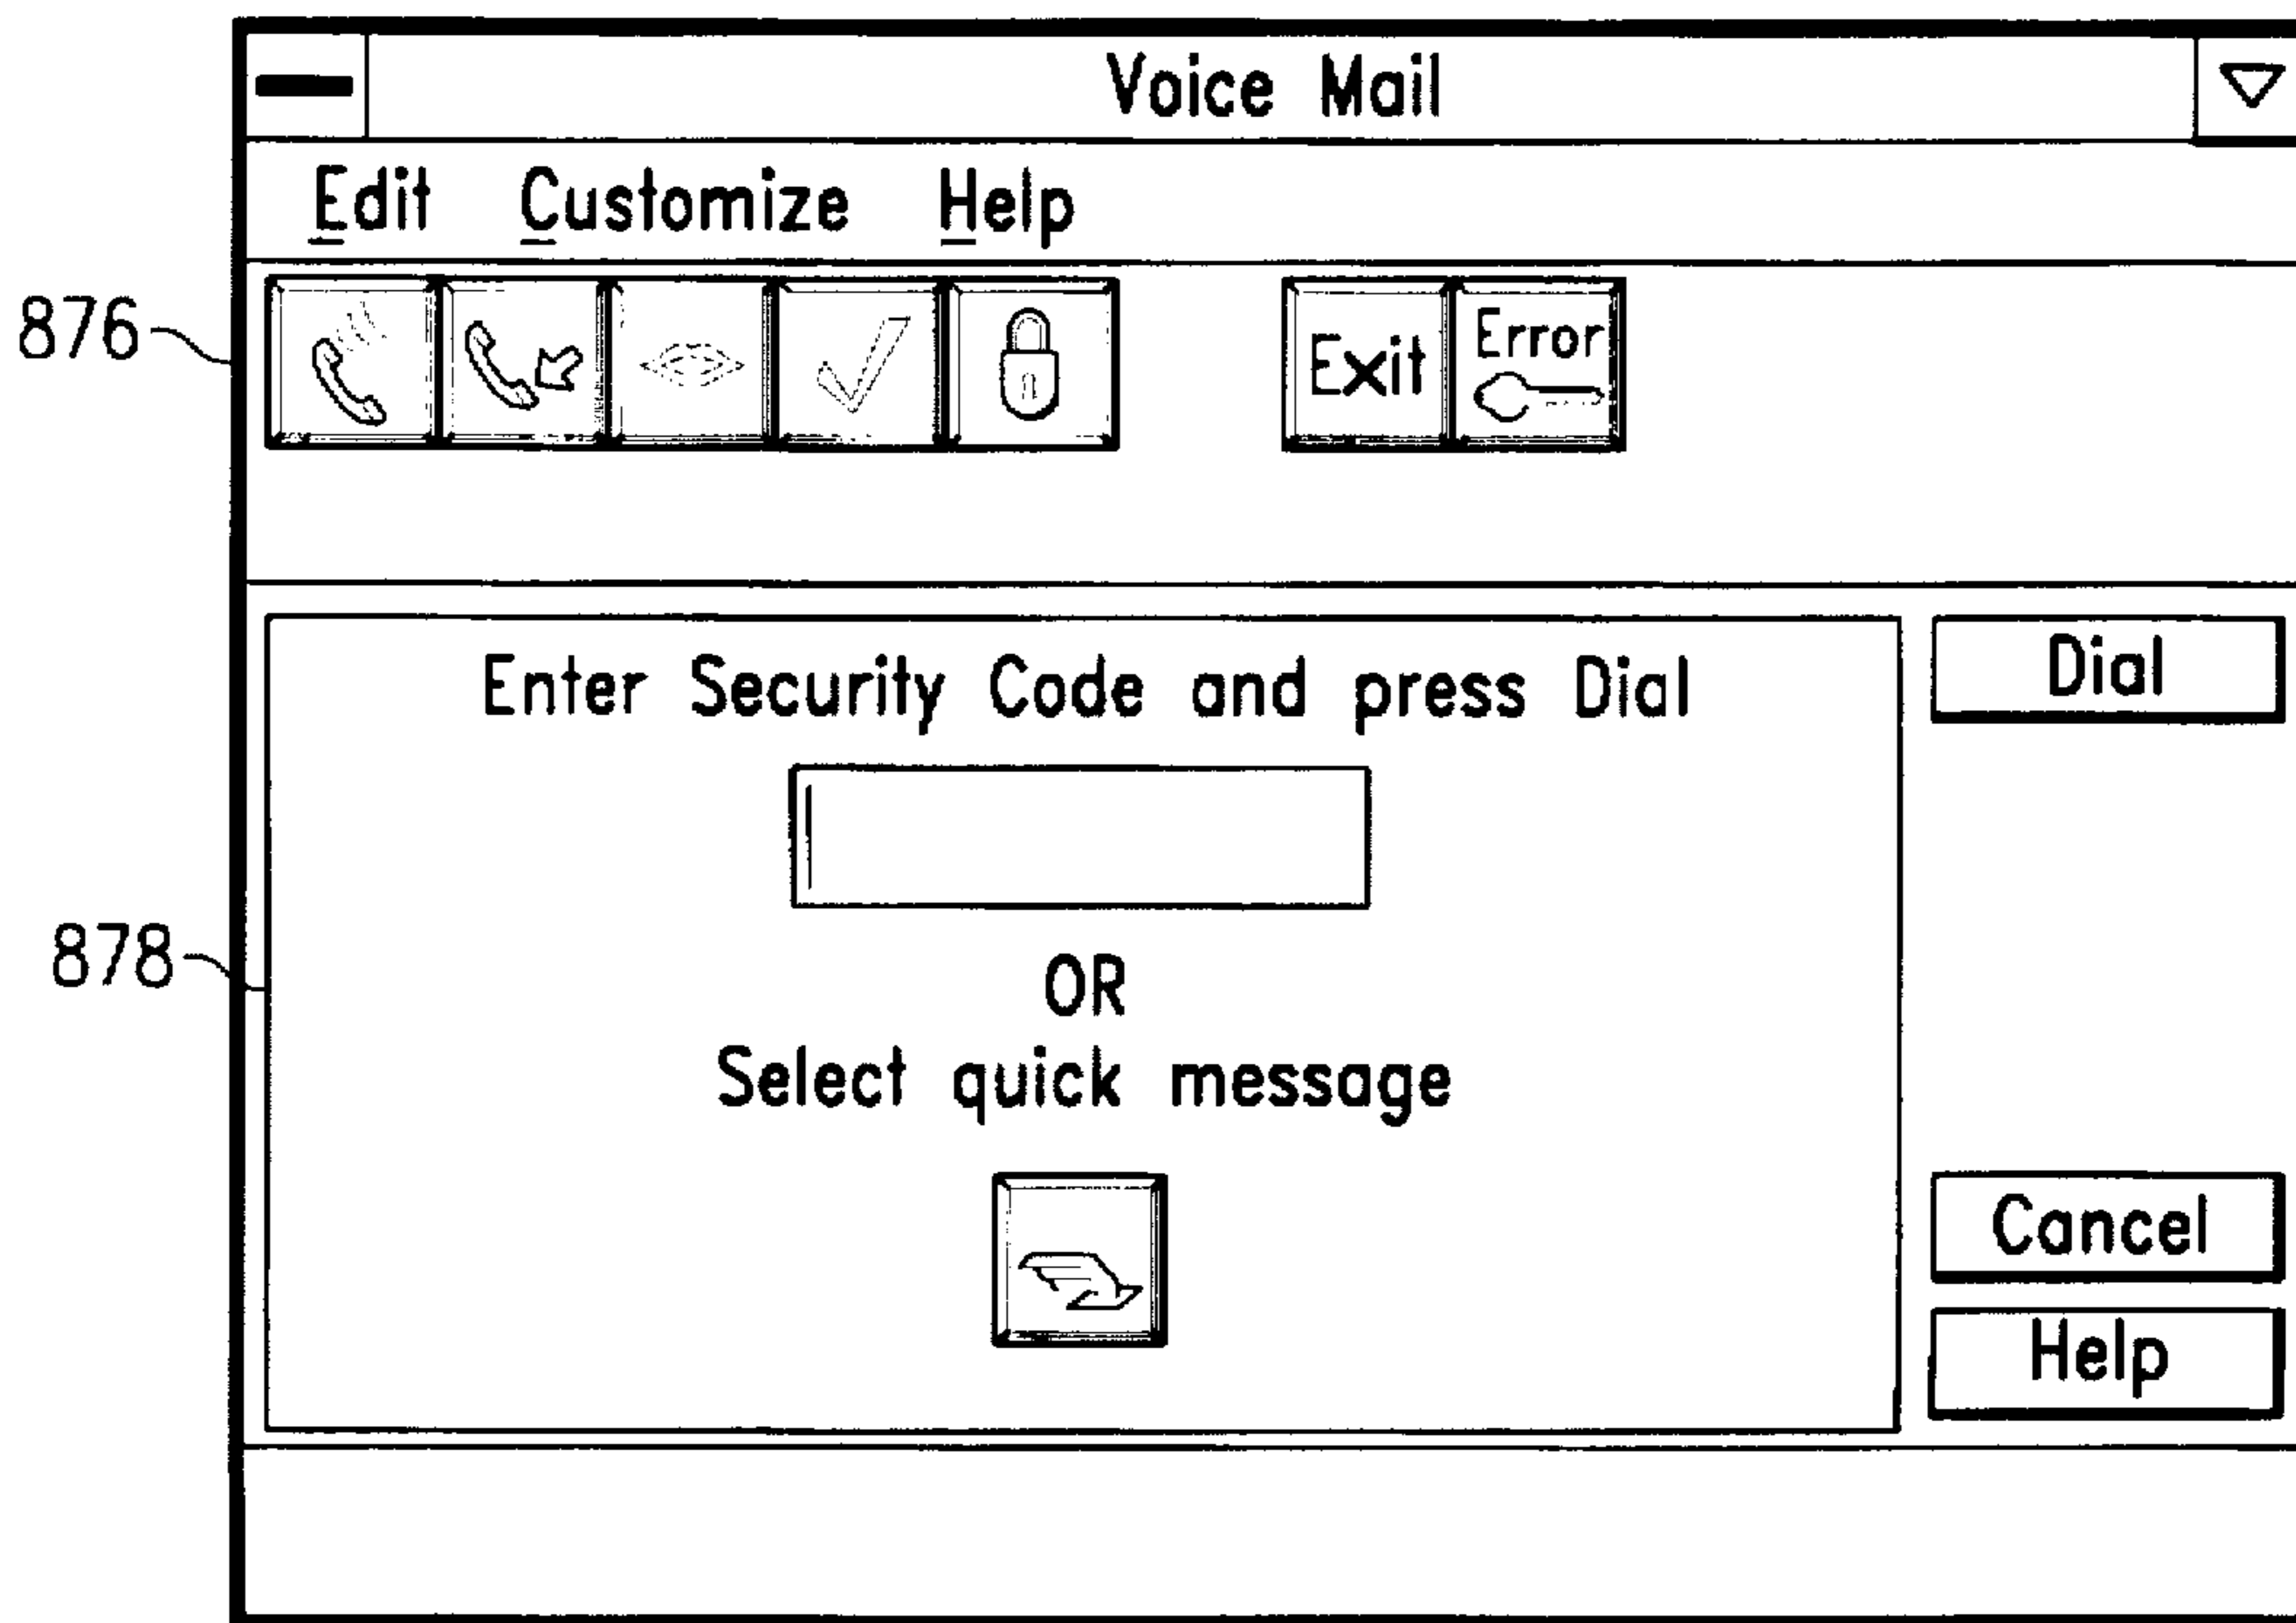 Voice Mail
Edit Customize Help
876
Exit Error
Enter Security Code and press Dial
Dial
878
OR
Select quick message
Cancel
Help